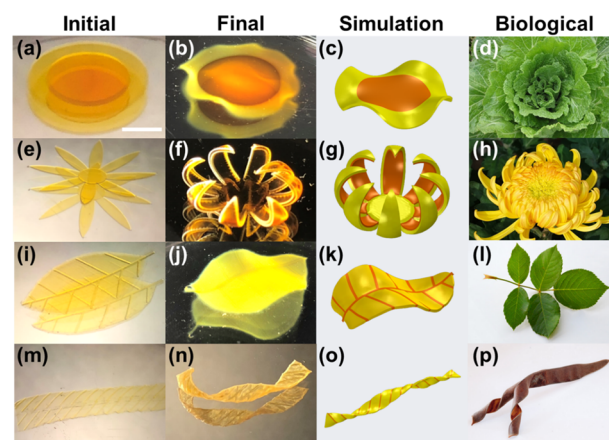 Initial Final Simulation Biological
(a) (b) (c) (d)
(e) (f) (g) (h)
(i) (j) (k) (l)
(m) (n) (o) (p)